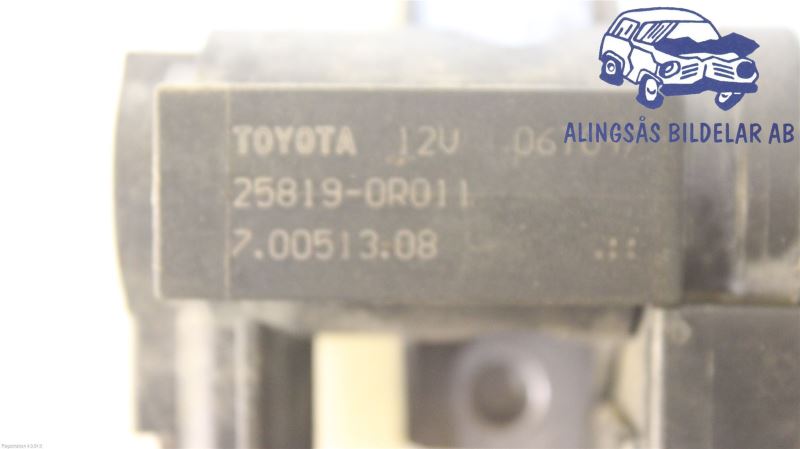 TOYOTA 12V
25819-0R011
7.00513.08
ALINGSÅS BILDELAR AB